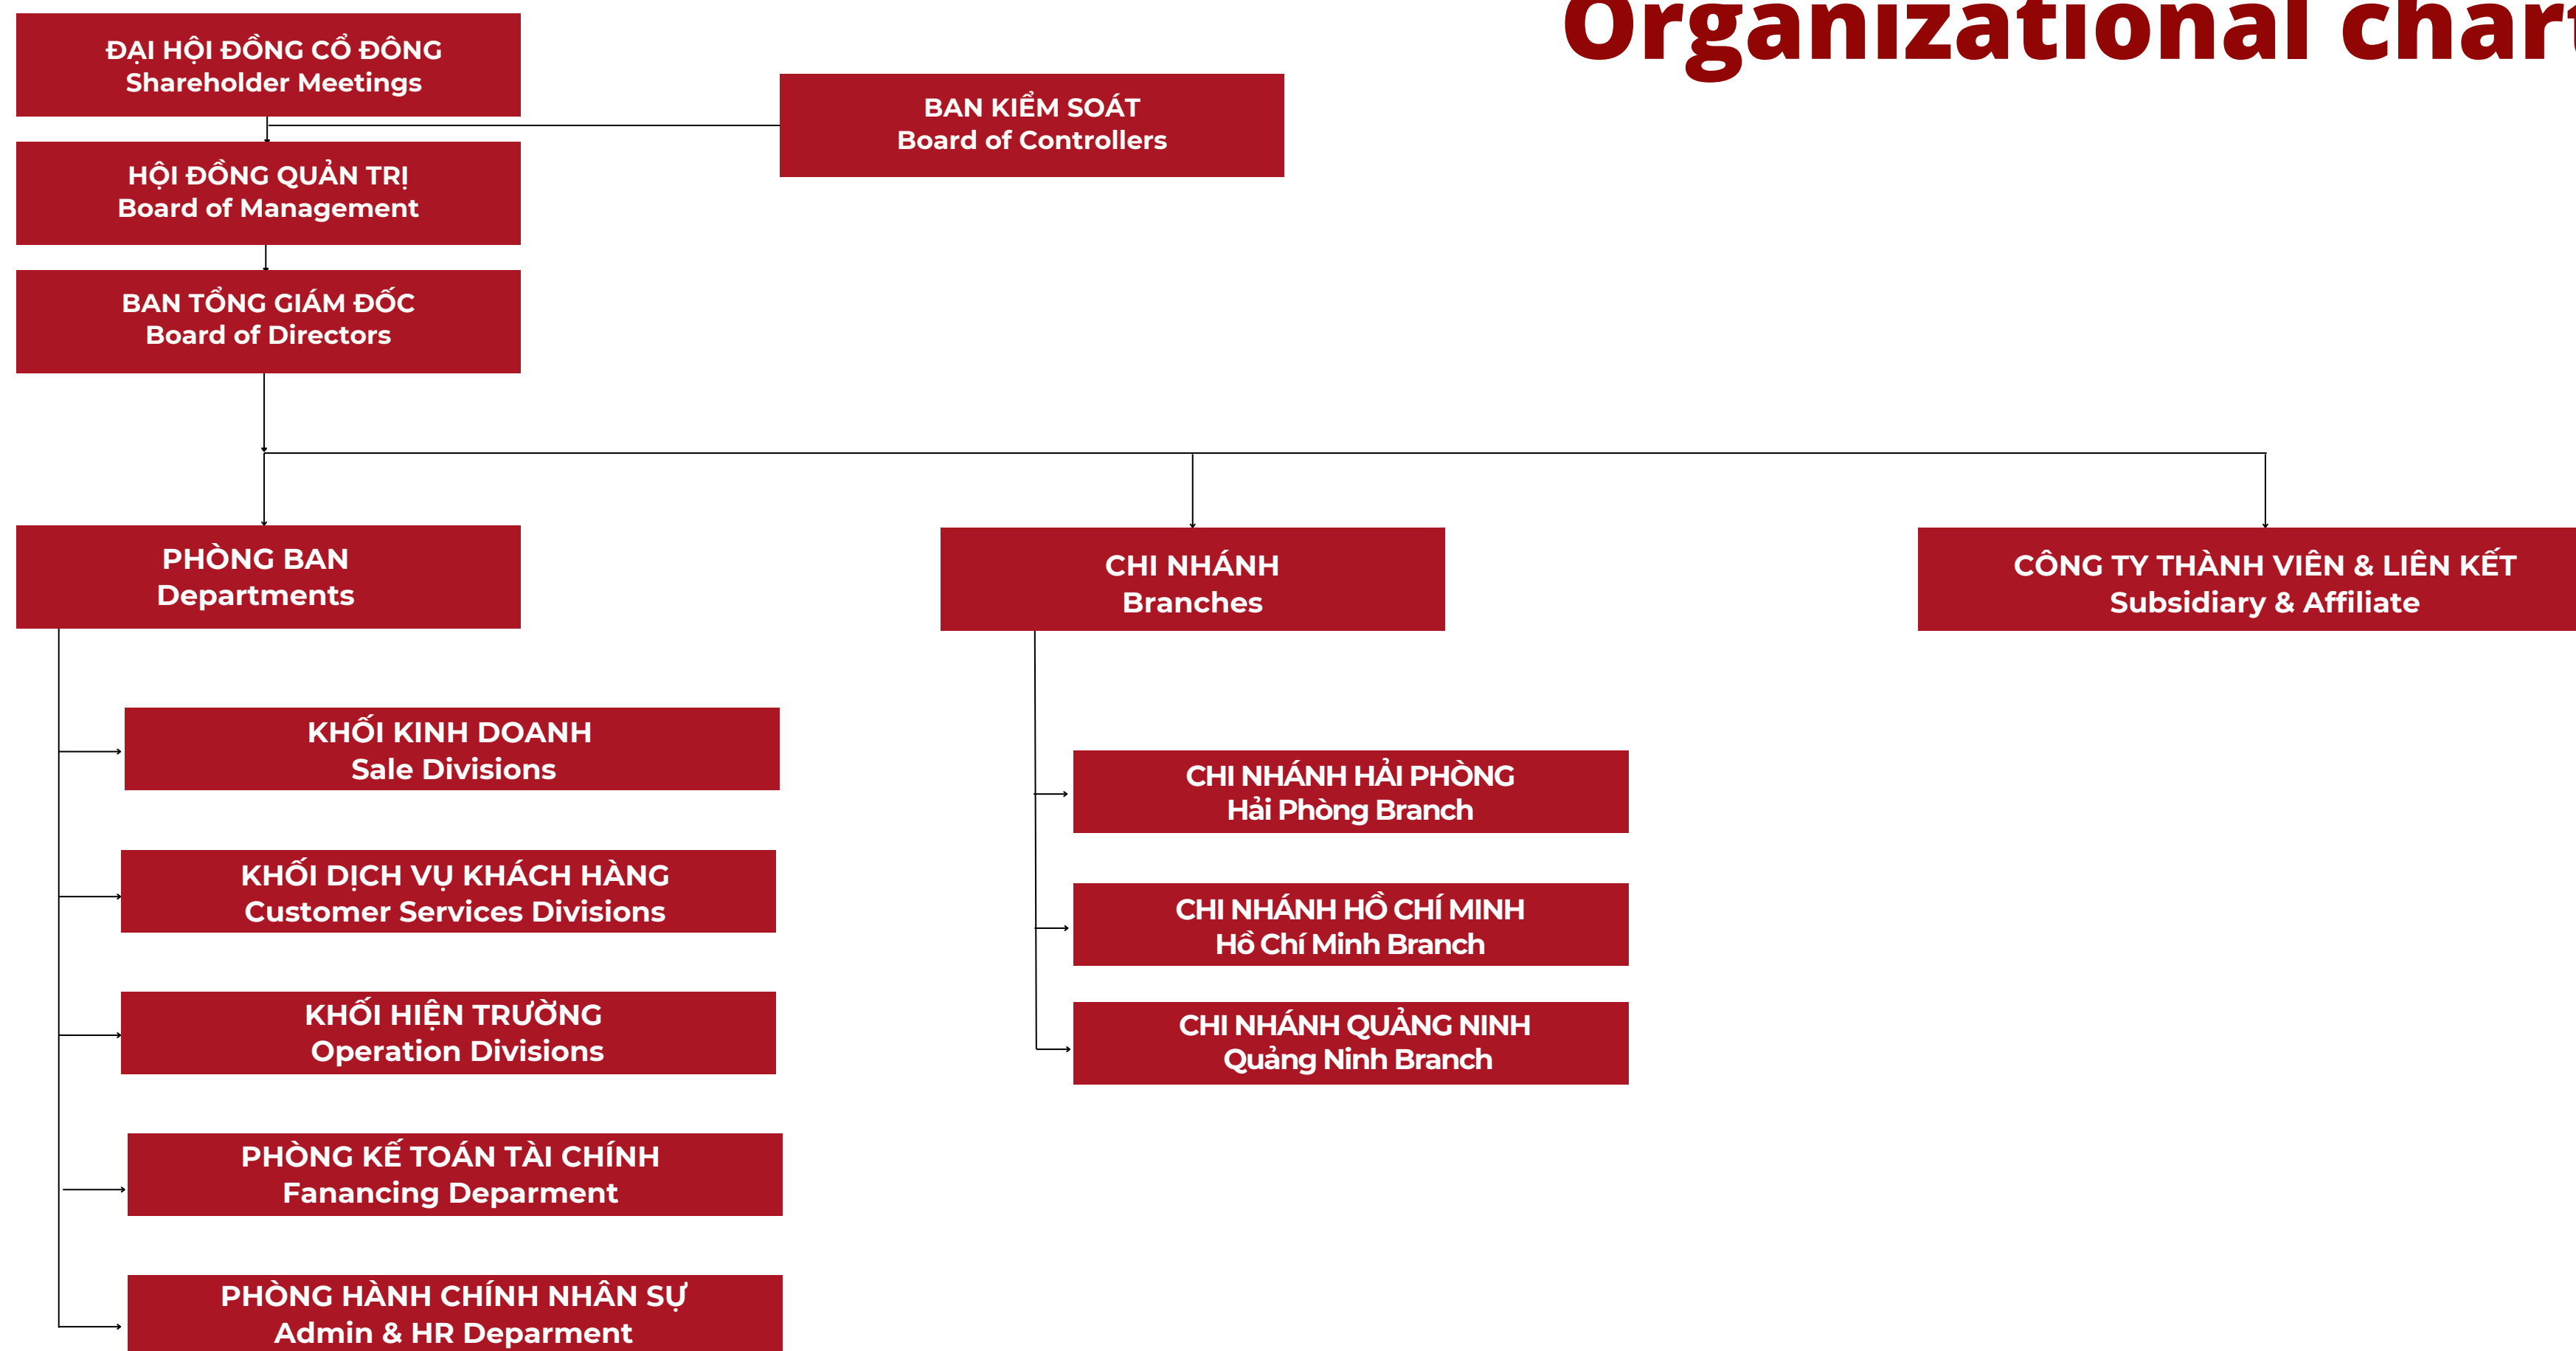 Organizational chart
ĐẠI HỘI ĐỒNG CỔ ĐÔNG
Shareholder Meetings
BAN KIỂM SOÁT
Board of Controllers
HỘI ĐỒNG QUẢN TRỊ
Board of Management
BAN TỔNG GIÁM ĐỐC
Board of Directors
PHÒNG BAN
Departments
KHỐI KINH DOANH
Sale Divisions
KHỐI DỊCH VỤ KHÁCH HÀNG
Customer Services Divisions
KHỐI HIỆN TRƯỜNG
Operation Divisions
PHÒNG KẾ TOÁN TÀI CHÍNH
Fanancing Deparment
PHÒNG HÀNH CHÍNH NHÂN SỰ
Admin & HR Deparment
CHI NHÁNH
Branches
CHI NHÁNH HẢI PHÒNG
Hải Phòng Branch
CHI NHÁNH HỒ CHÍ MINH
Hồ Chí Minh Branch
CHI NHÁNH QUẢNG NINH
Quảng Ninh Branch
CÔNG TY THÀNH VIÊN & LIÊN KẾT
Subsidiary & Affiliate